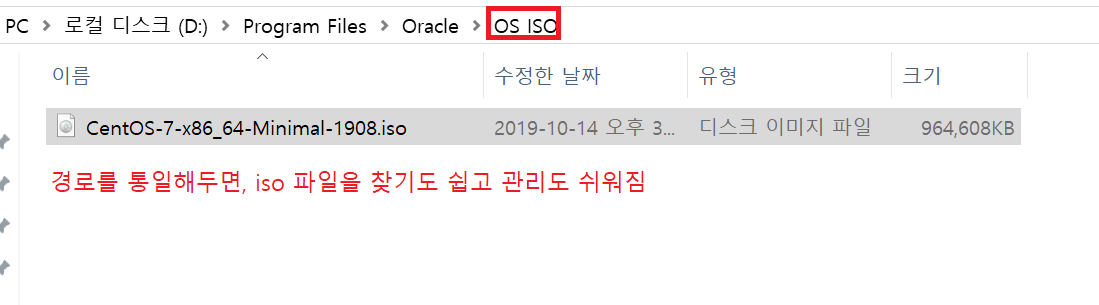 PC > 로컬 디스크 (D:) > Program Files > Oracle > OS ISO
이름 수정한 날짜 유형 크기
CentOS-7-x86_64-Minimal-1908.iso 2019-10-14 오후 3... 디스크 이미지 파일 964,608KB
경로를 통일해두면, iso 파일을 찾기도 쉽고 관리도 쉬워짐